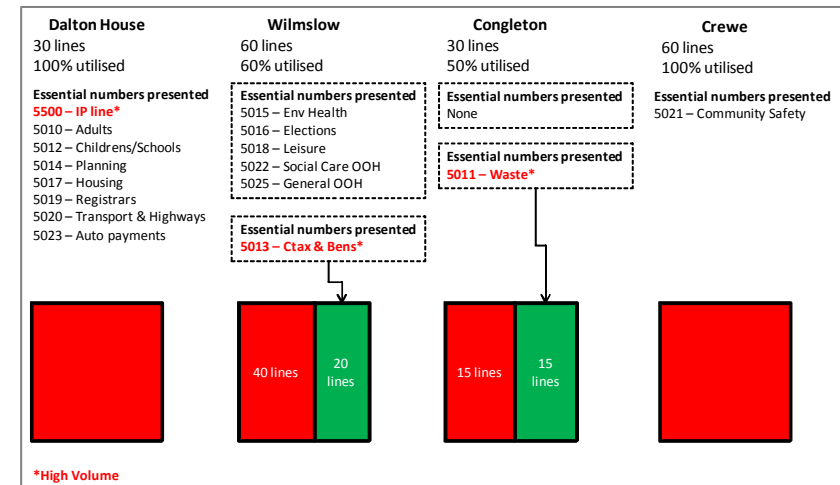 Dalton House
30 lines
100% utilised
Essential numbers presented
5500 – IP line*
5010 – Adults
5012 – Childrens/Schools
5014 – Planning
5017 – Housing
5019 – Registrars
5020 – Transport & Highways
5023 – Auto payments
Wilmslow
60 lines
60% utilised
Essential numbers presented
5015 – Env Health
5016 – Elections
5018 – Leisure
5022 – Social Care OOH
5025 – General OOH
Essential numbers presented
5013 – Ctax & Bens*
40 lines
20
lines
Congleton
30 lines
50% utilised
Essential numbers presented
None
Essential numbers presented
5011 – Waste*
15 lines
15
lines
Crewe
60 lines
100% utilised
Essential numbers presented
5021 – Community Safety
*High Volume